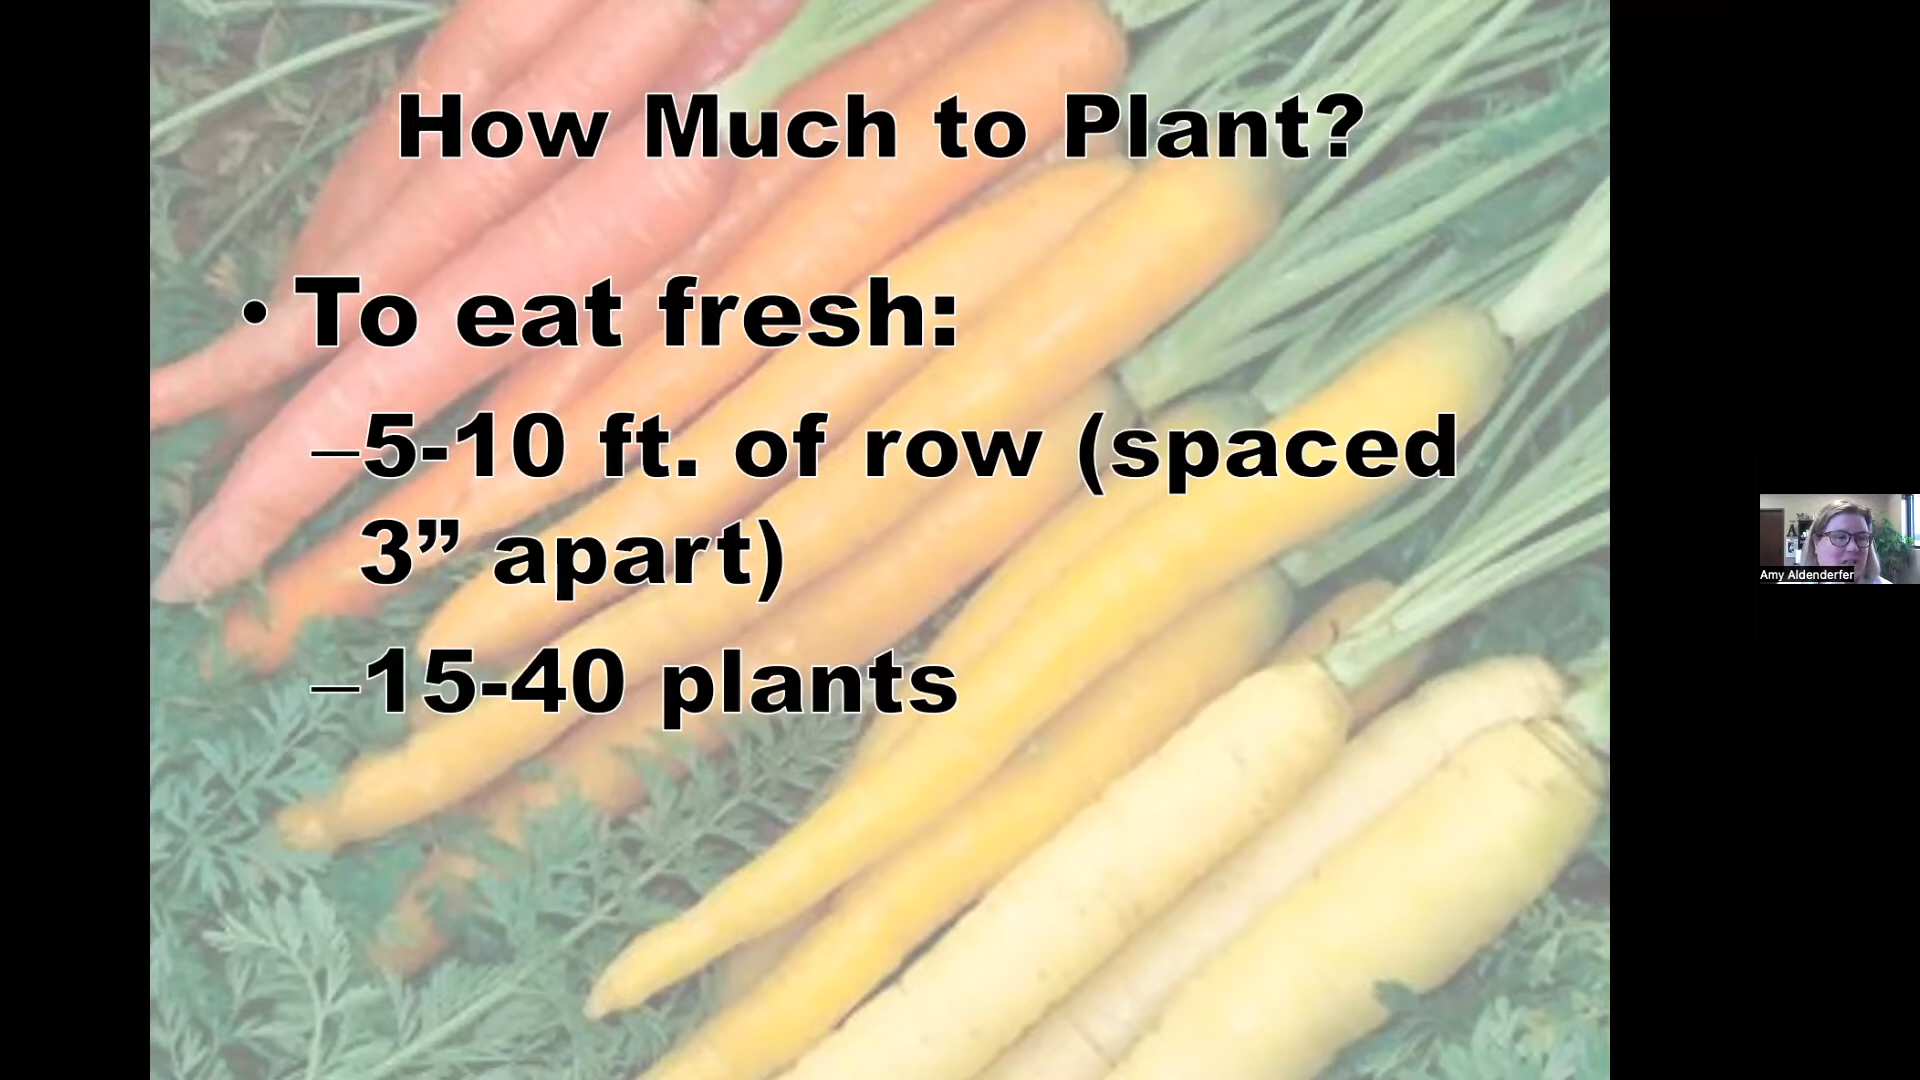 How Much to Plant?
• To eat fresh:
–5-10 ft. of row (spaced
3” apart)
–15-40 plants
Amy Aldenderfer